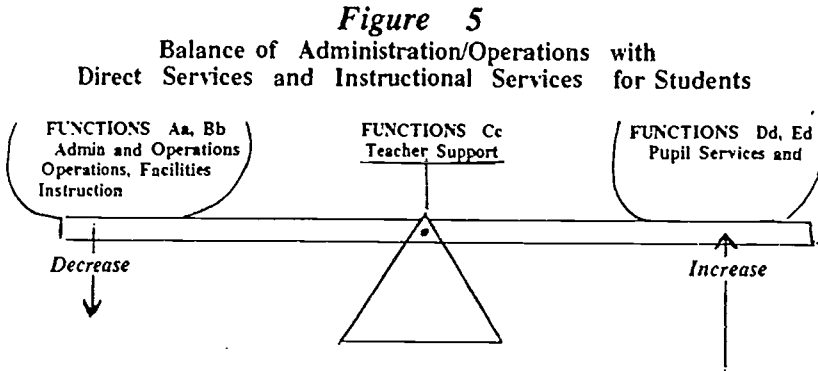 Figure 5
Balance of Administration/Operations with
Direct Services and Instructional Services for Students
FUNCTIONS Aa, Bb
Admin and Operations
Operations, Facilities
Instruction
FUNCTIONS Cc
Teacher Support
FUNCTIONS Dd, Ed
Pupil Services and
Decrease
Increase